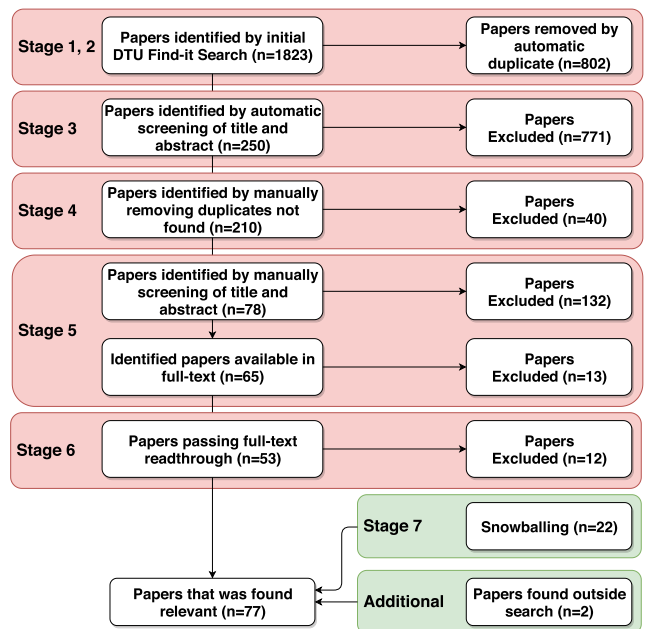 Stage 1, 2
Papers identified by initial
DTU Find-it Search (n=1823)
Papers removed by
automatic
duplicate (n=802)
Stage 3
Papers identified by automatic
screening of title and
abstract (n=250)
Papers
Excluded (n=771)
Stage 4
Papers identified by manually
removing duplicates not
found (n=210)
Papers
Excluded (n=40)
Stage 5
Papers identified by manually
screening of title and
abstract (n=78)
Papers
Excluded (n=132)
Identified papers available in
full-text (n=65)
Papers
Excluded (n=13)
Stage 6
Papers passing full-text
readthrough (n=53)
Papers
Excluded (n=12)
Stage 7
Snowballing (n=22)
Papers that was found
relevant (n=77)
Additional
Papers found outside
search (n=2)